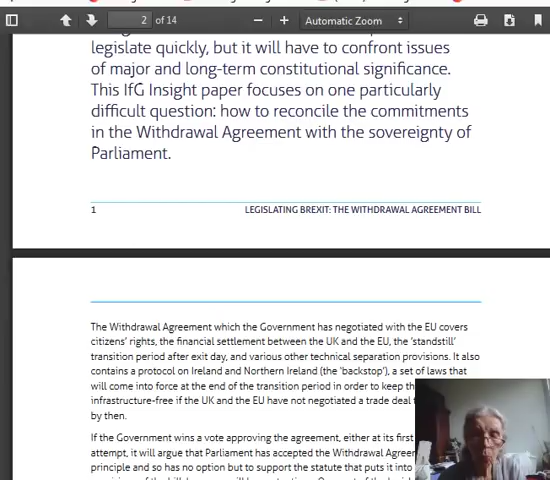 2 of 14
Automatic Zoom
legislate quickly, but it will have to confront issues
of major and long-term constitutional significance.
This IfG Insight paper focuses on one particularly
difficult question: how to reconcile the commitments
in the Withdrawal Agreement with the sovereignty of
Parliament.
1 LEGISLATING BREXIT: THE WITHDRAWAL AGREEMENT BILL
The Withdrawal Agreement which the Government has negotiated with the EU covers
citizens' rights, the financial settlement between the UK and the EU, the 'standstill'
transition period after exit day, and various other technical separation provisions. It also
contains a protocol on Ireland and Northern Ireland (the 'backstop'), a set of laws that
will come into force at the end of the transition period in order to keep th
infrastructure-free if the UK and the EU have not negotiated a trade deal
by then.
If the Government wins a vote approving the agreement, either at its first
attempt, it will argue that Parliament has accepted the Withdrawal Agree
principle and so has no option but to support the statute that puts it into